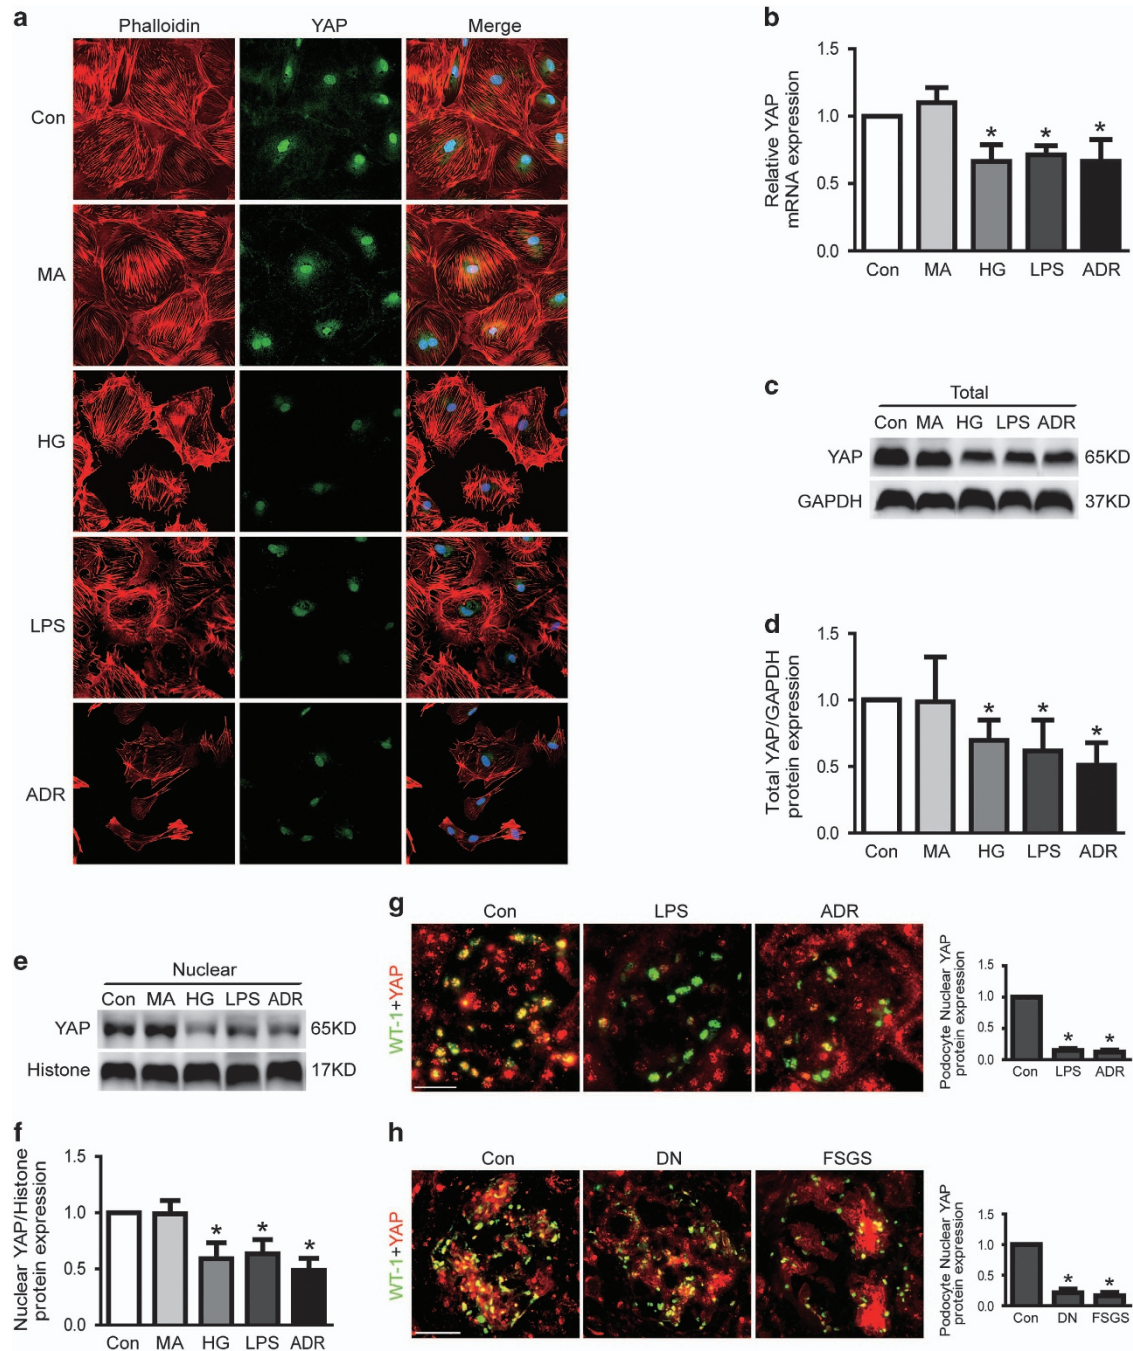 a
Phalloidin YAP Merge
Con
MA
HG
LPS
ADR
b
Relative YAP
mRNA expression
1.5
1.0
0.5
0.0
* * *
Con MA HG LPS ADR
c
Total
Con MA HG LPS ADR
YAP 65KD
GAPDH 37KD
d
Total YAP/GAPDH
protein expression
1.5
1.0
0.5
0.0
* * *
Con MA HG LPS ADR
e
Nuclear
Con MA HG LPS ADR
YAP 65KD
Histone 17KD
f
Nuclear YAP/Histone
protein expression
1.5
1.0
0.5
0.0
* * *
Con MA HG LPS ADR
g
Con LPS ADR
WT-1+YAP
Podocyte Nuclear YAP
protein expression
1.5
1.0
0.5
0.0
* *
Con LPS ADR
h
Con DN FSGS
WT-1+YAP
Podocyte Nuclear YAP
protein expression
1.5
1.0
0.5
0.0
* *
Con DN FSGS